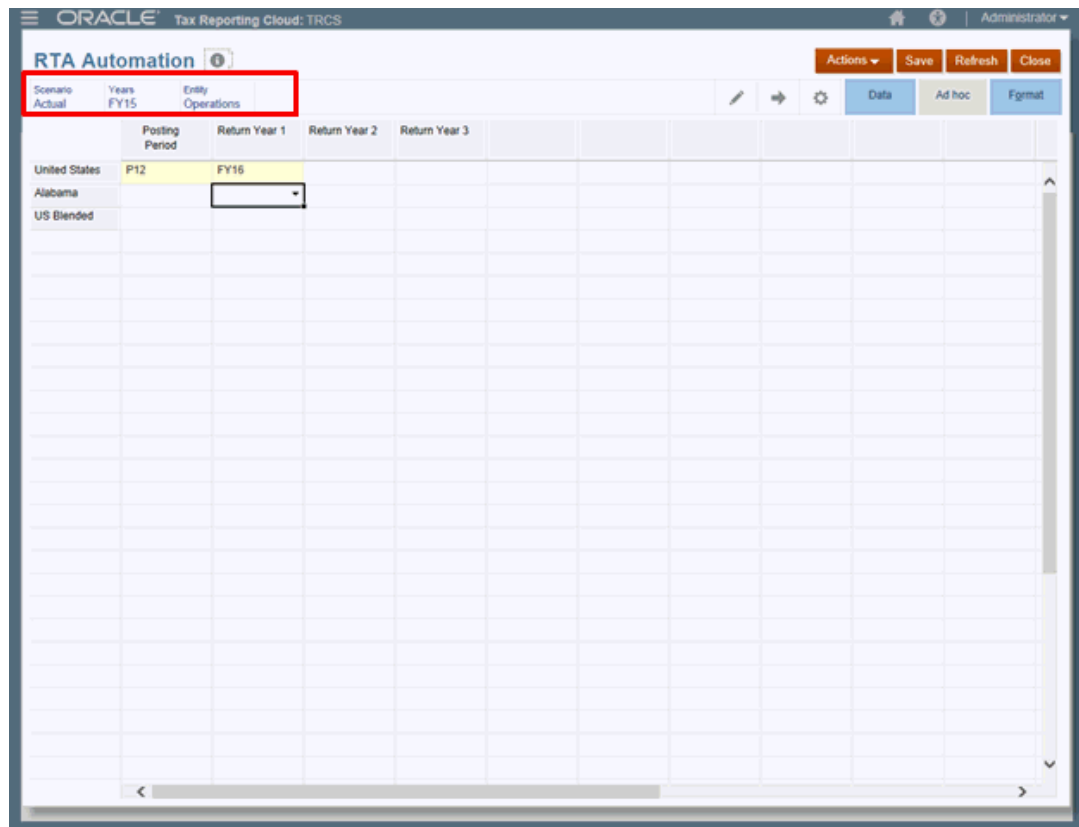 ORACLE® Tax Reporting Cloud: TRCS Administrator
RTA Automation Actions Save Refresh Close
Scenario Years Entity
Actual FY15 Operations Data Ad hoc Format
Posting Period Return Year 1 Return Year 2 Return Year 3
United States P12 FY16
Alabama
US Blended